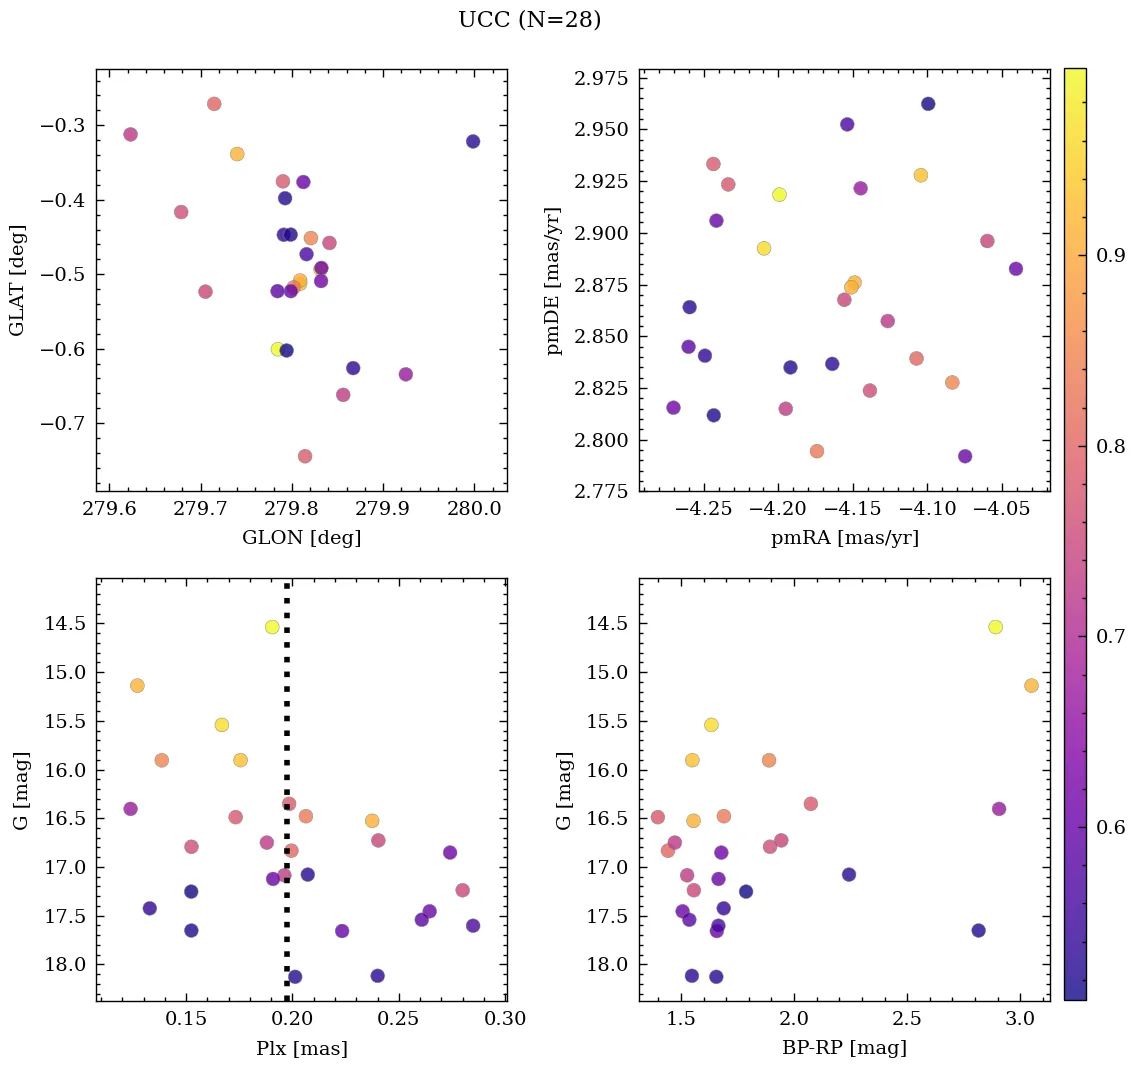 UCC (N=28)
−0.3
−0.4
−0.5
−0.6
−0.7
GLAT [deg]
279.6 279.7 279.8 279.9 280.0
GLON [deg]
2.975
2.950
2.925
2.900
2.875
2.850
2.825
2.800
2.775
pmDE [mas/yr]
−4.25 −4.20 −4.15 −4.10 −4.05
pmRA [mas/yr]
14.5
15.0
15.5
16.0
16.5
17.0
17.5
18.0
G [mag]
0.15 0.20 0.25 0.30
Plx [mas]
14.5
15.0
15.5
16.0
16.5
17.0
17.5
18.0
G [mag]
1.5 2.0 2.5 3.0
BP-RP [mag]
0.9
0.8
0.7
0.6